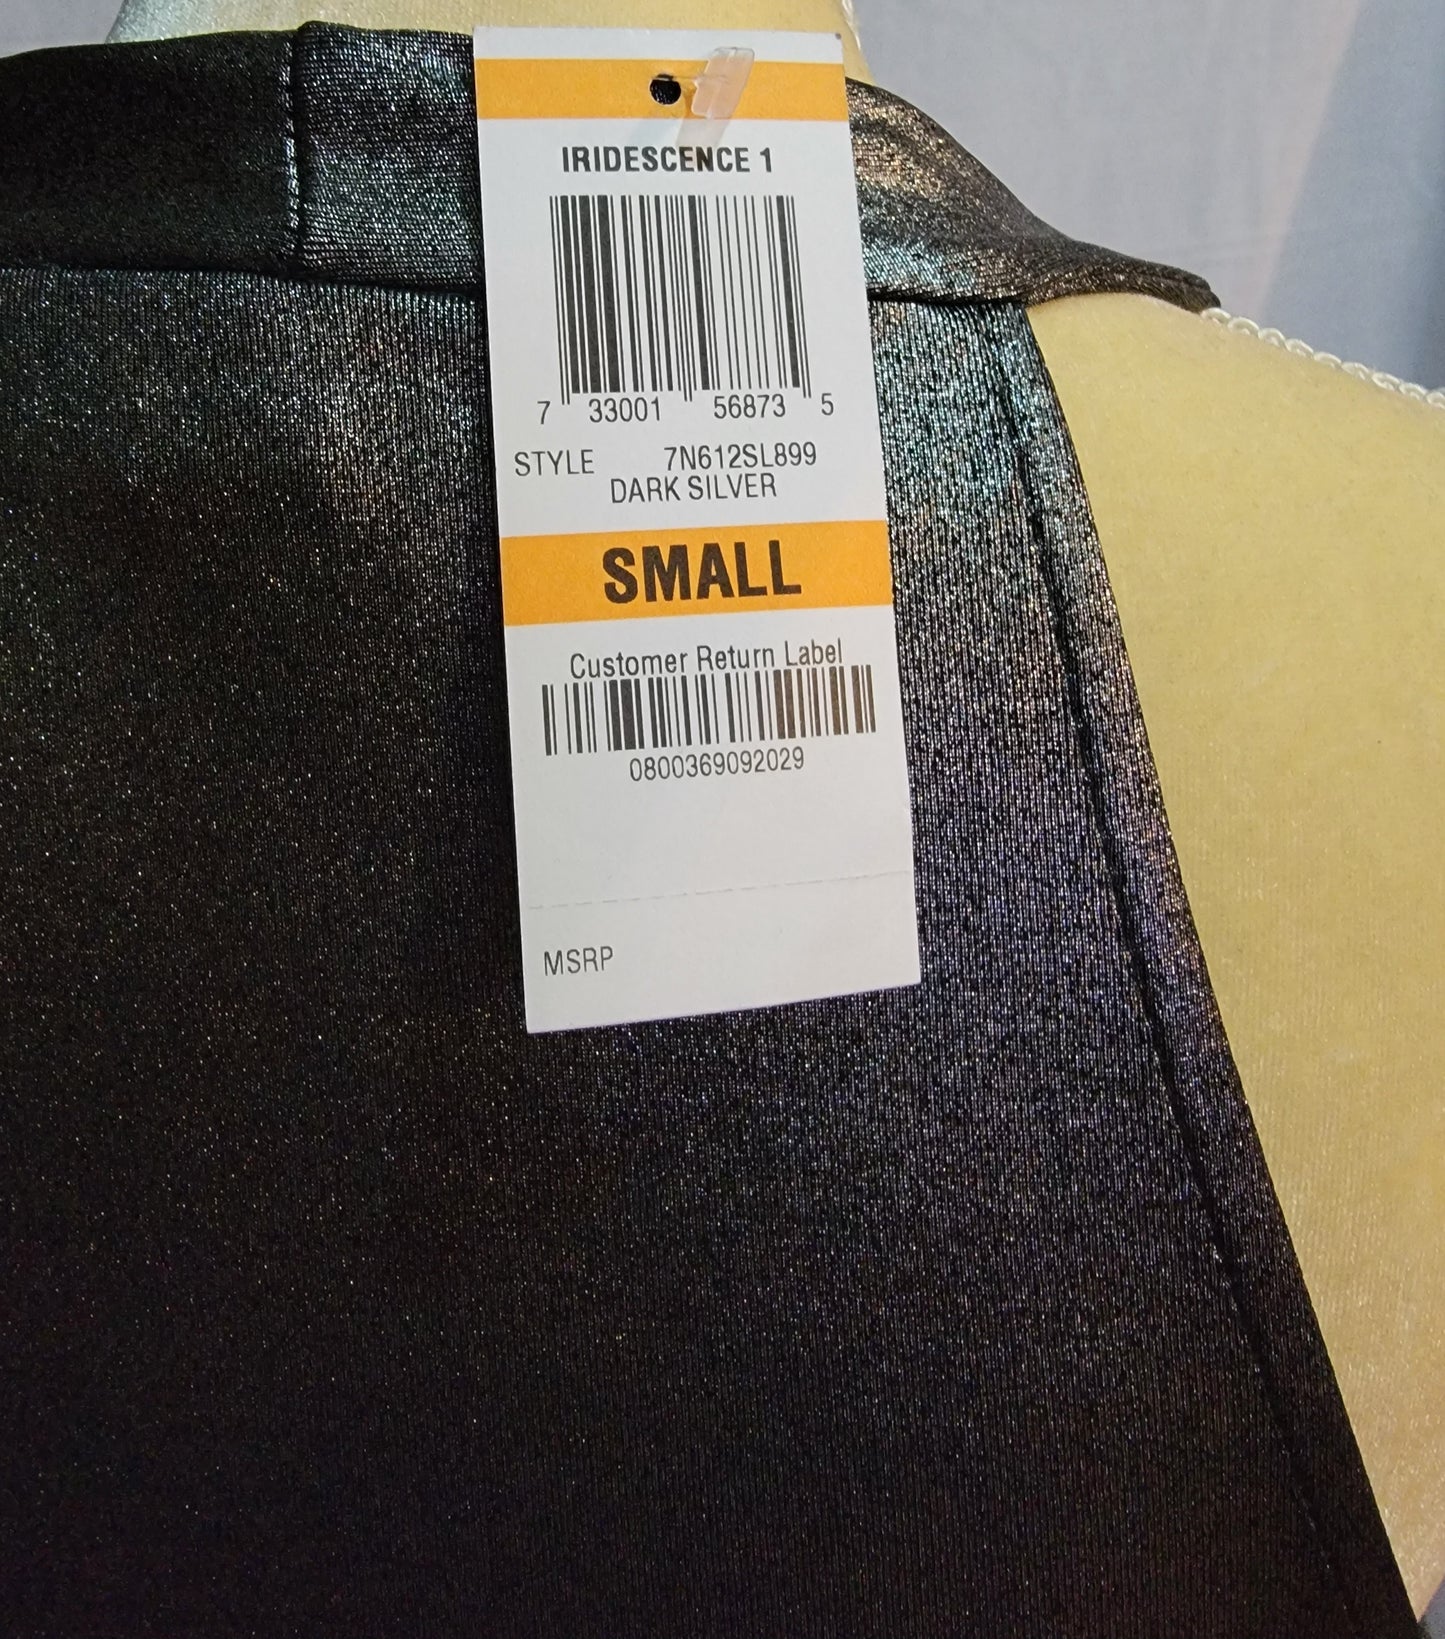 IRIDESCENCE 1
7 33001 56873 5
STYLE 7N612SL899
DARK SILVER
SMALL
Customer Return Label
0800369092029
MSRP